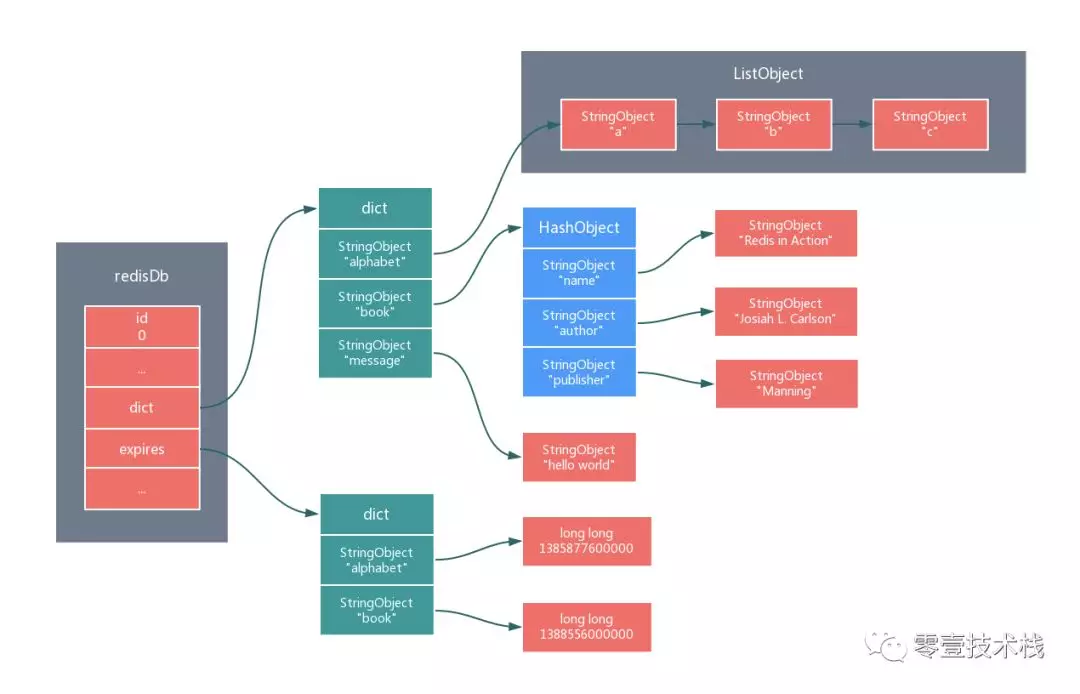 ListObject
StringObject
"a"
StringObject
"b"
StringObject
"c"
dict
StringObject
"alphabet"
StringObject
"book"
StringObject
"message"
HashObject
StringObject
"name"
StringObject
"author"
StringObject
"publisher"
StringObject
"Redis in Action"
StringObject
"Josiah L. Carlson"
StringObject
"Manning"
redisDb
id
0
...
dict
expires
...
StringObject
"hello world"
dict
StringObject
"alphabet"
StringObject
"book"
long long
1385877600000
long long
1388556000000
零壹技术栈